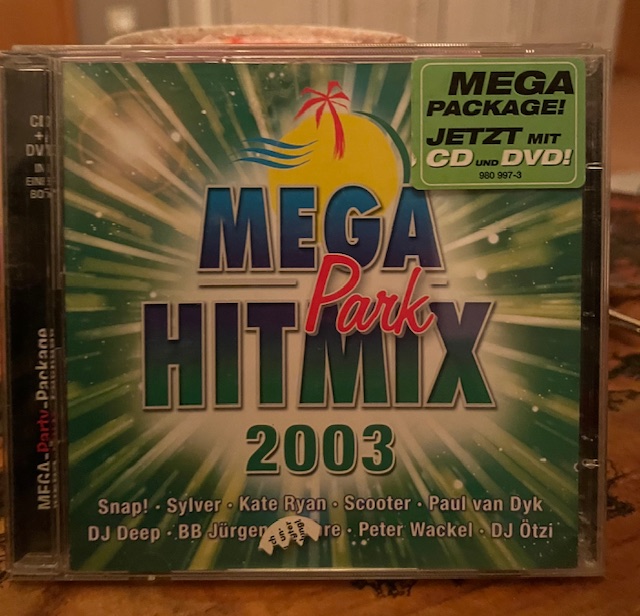 MEGA
PACKAGE!
JETZT MIT
CD UND DVD!
980 997-3
MEGA
Park
HITMIX
2003
Snap! · Sylver · Kate Ryan · Scooter · Paul van Dyk
DJ Deep · BB Jürgen · Peter Wackel · DJ Ötzi
MEGA-Party-Package